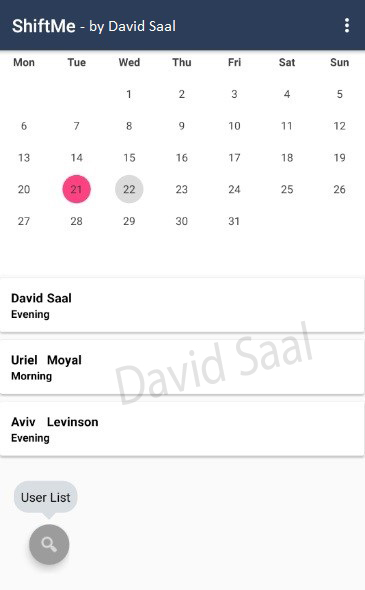 ShiftMe - by David Saal
Mon Tue Wed Thu Fri Sat Sun
1 2 3 4 5
6 7 8 9 10 11 12
13 14 15 16 17 18 19
20 21 22 23 24 25 26
27 28 29 30 31
David Saal
Evening
Uriel Moyal
Morning
David Saal
Aviv Levinson
Evening
User List